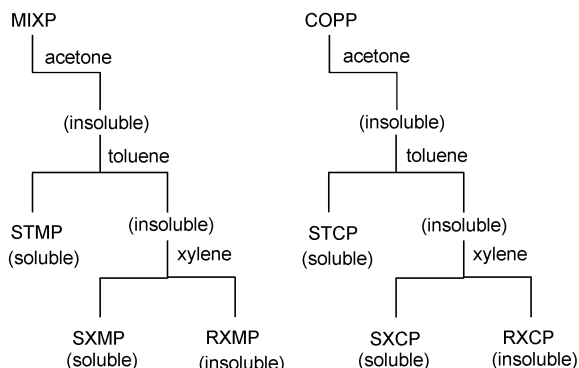 MIXP
acetone
(insoluble)
toluene
STMP
(soluble)
(insoluble)
xylene
SXMP
(soluble)
RXMP
(insoluble)
COPP
acetone
(insoluble)
toluene
STCP
(soluble)
(insoluble)
xylene
SXCP
(soluble)
RXCP
(insoluble)